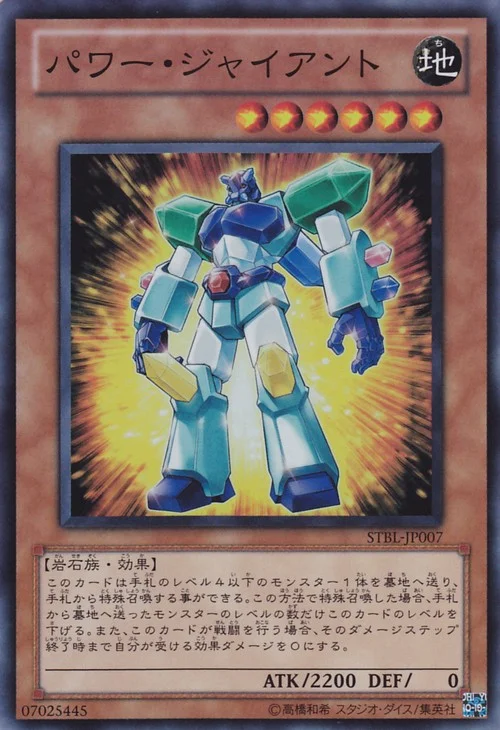 パワー・ジャイアント
地
STBL-JP007
【岩石族・効果】
このカードは手札のレベル4以下のモンスター1体を墓地へ送り、
手札から特殊召喚する事ができる。この方法で特殊召喚した場合、手札
から墓地へ送ったモンスターのレベルの数だけこのカードのレベルを
下げる。また、このカードが戦闘を行う場合、そのダメージステップ
終了時まで自分が受ける効果ダメージを0にする。
ATK/2200 DEF/ 0
07025445 ©高橋和希 スタジオ・ダイス/集英社